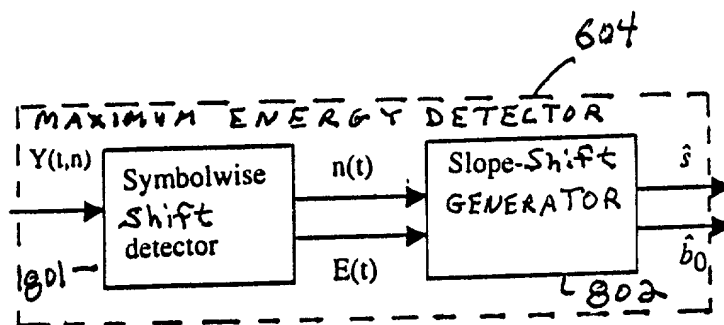 604
MAXIMUM ENERGY DETECTOR
Y(t,n)
Symbolwise
Shift
detector
801
n(t)
E(t)
Slope-Shift
GENERATOR
802
ŝ
b̂0